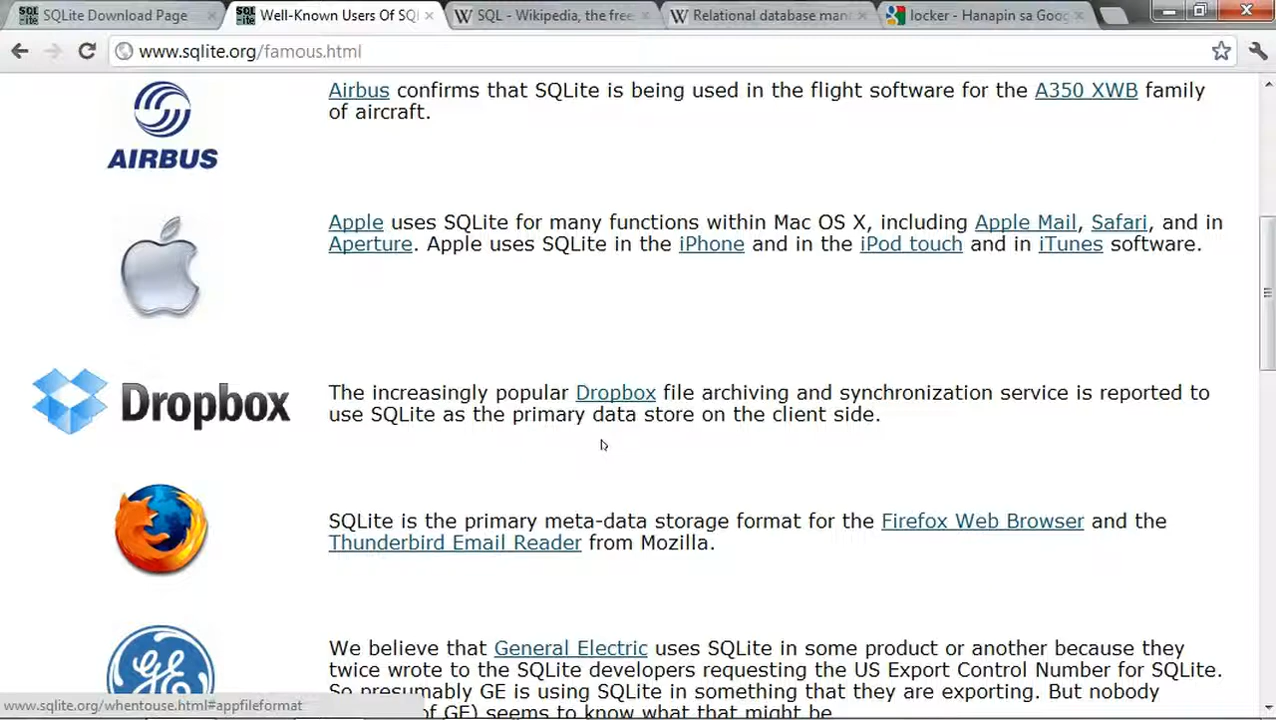 SQLite Download Page
Well-Known Users Of SQL
SQL - Wikipedia, the free
Relational database man
locker - Hanapin sa Goog
www.sqlite.org/famous.html
Airbus confirms that SQLite is being used in the flight software for the A350 XWB family
of aircraft.
AIRBUS
Apple uses SQLite for many functions within Mac OS X, including Apple Mail, Safari, and in
Aperture. Apple uses SQLite in the iPhone and in the iPod touch and in iTunes software.
Dropbox
The increasingly popular Dropbox file archiving and synchronization service is reported to
use SQLite as the primary data store on the client side.
SQLite is the primary meta-data storage format for the Firefox Web Browser and the
Thunderbird Email Reader from Mozilla.
GE
We believe that General Electric uses SQLite in some product or another because they
twice wrote to the SQLite developers requesting the US Export Control Number for SQLite.
So presumably GE is using SQLite in something that they are exporting. But nobody
of GE) seems to know what that might be
www.sqlite.org/whentouse.html#appfileformat